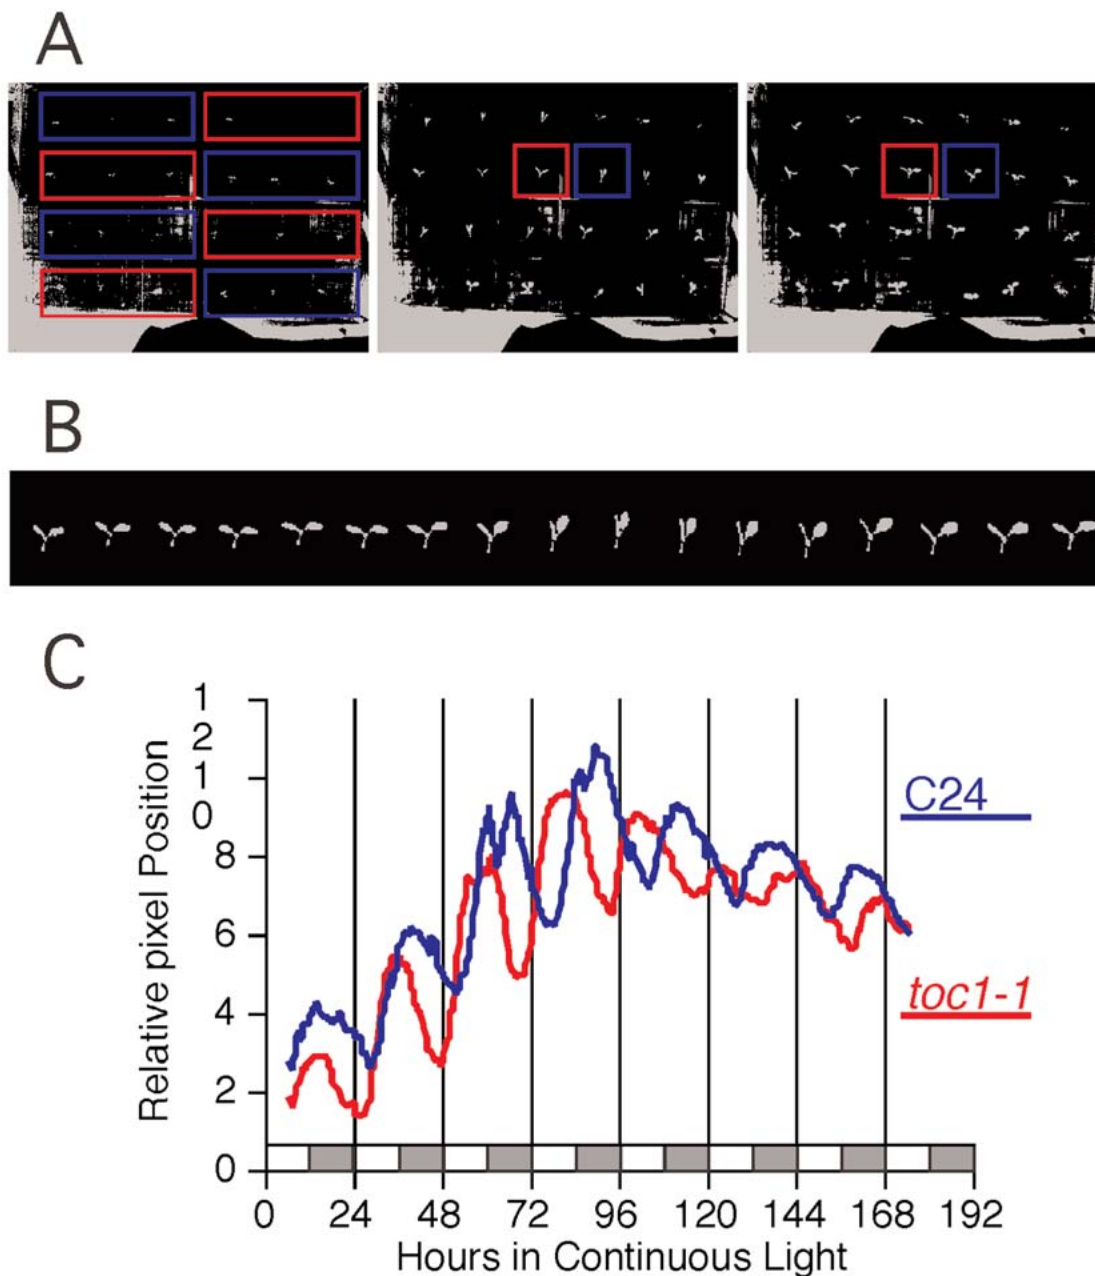 A
B
C
Relative pixel Position
1
2
1
0
8
6
4
2
0
C24
toc1-1
0 24 48 72 96 120 144 168 192
Hours in Continuous Light